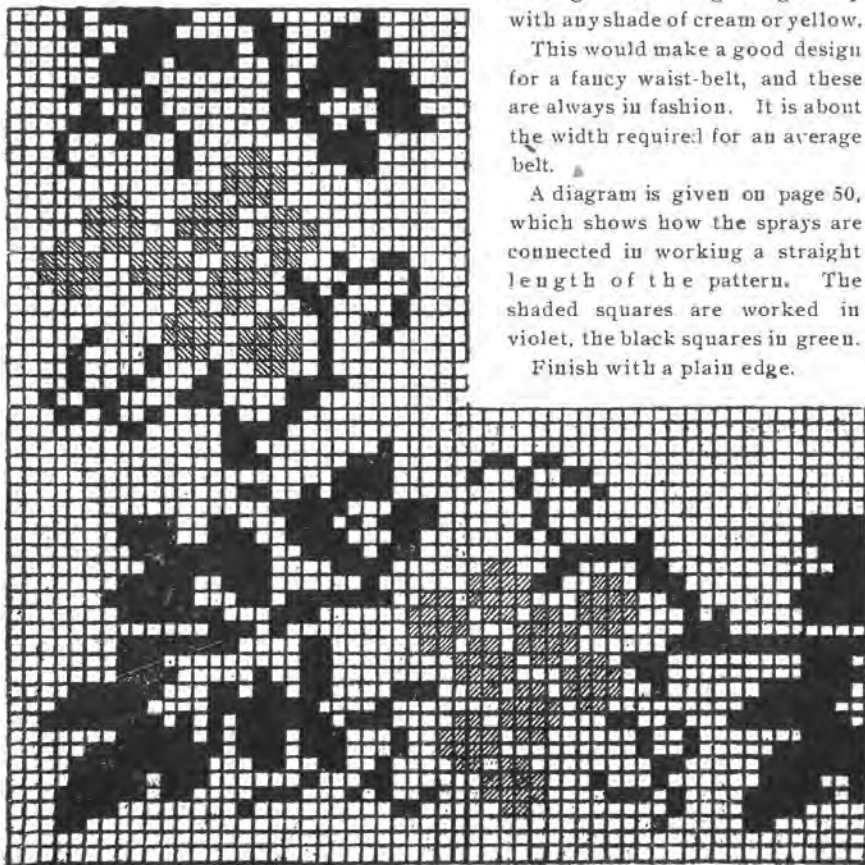 with any shade of cream or yellow.
This would make a good design
for a fancy waist-belt, and these
are always in fashion. It is about
the width required for an average
belt.
A diagram is given on page 50,
which shows how the sprays are
connected in working a straight
length of the pattern. The
shaded squares are worked in
violet, the black squares in green.
Finish with a plain edge.